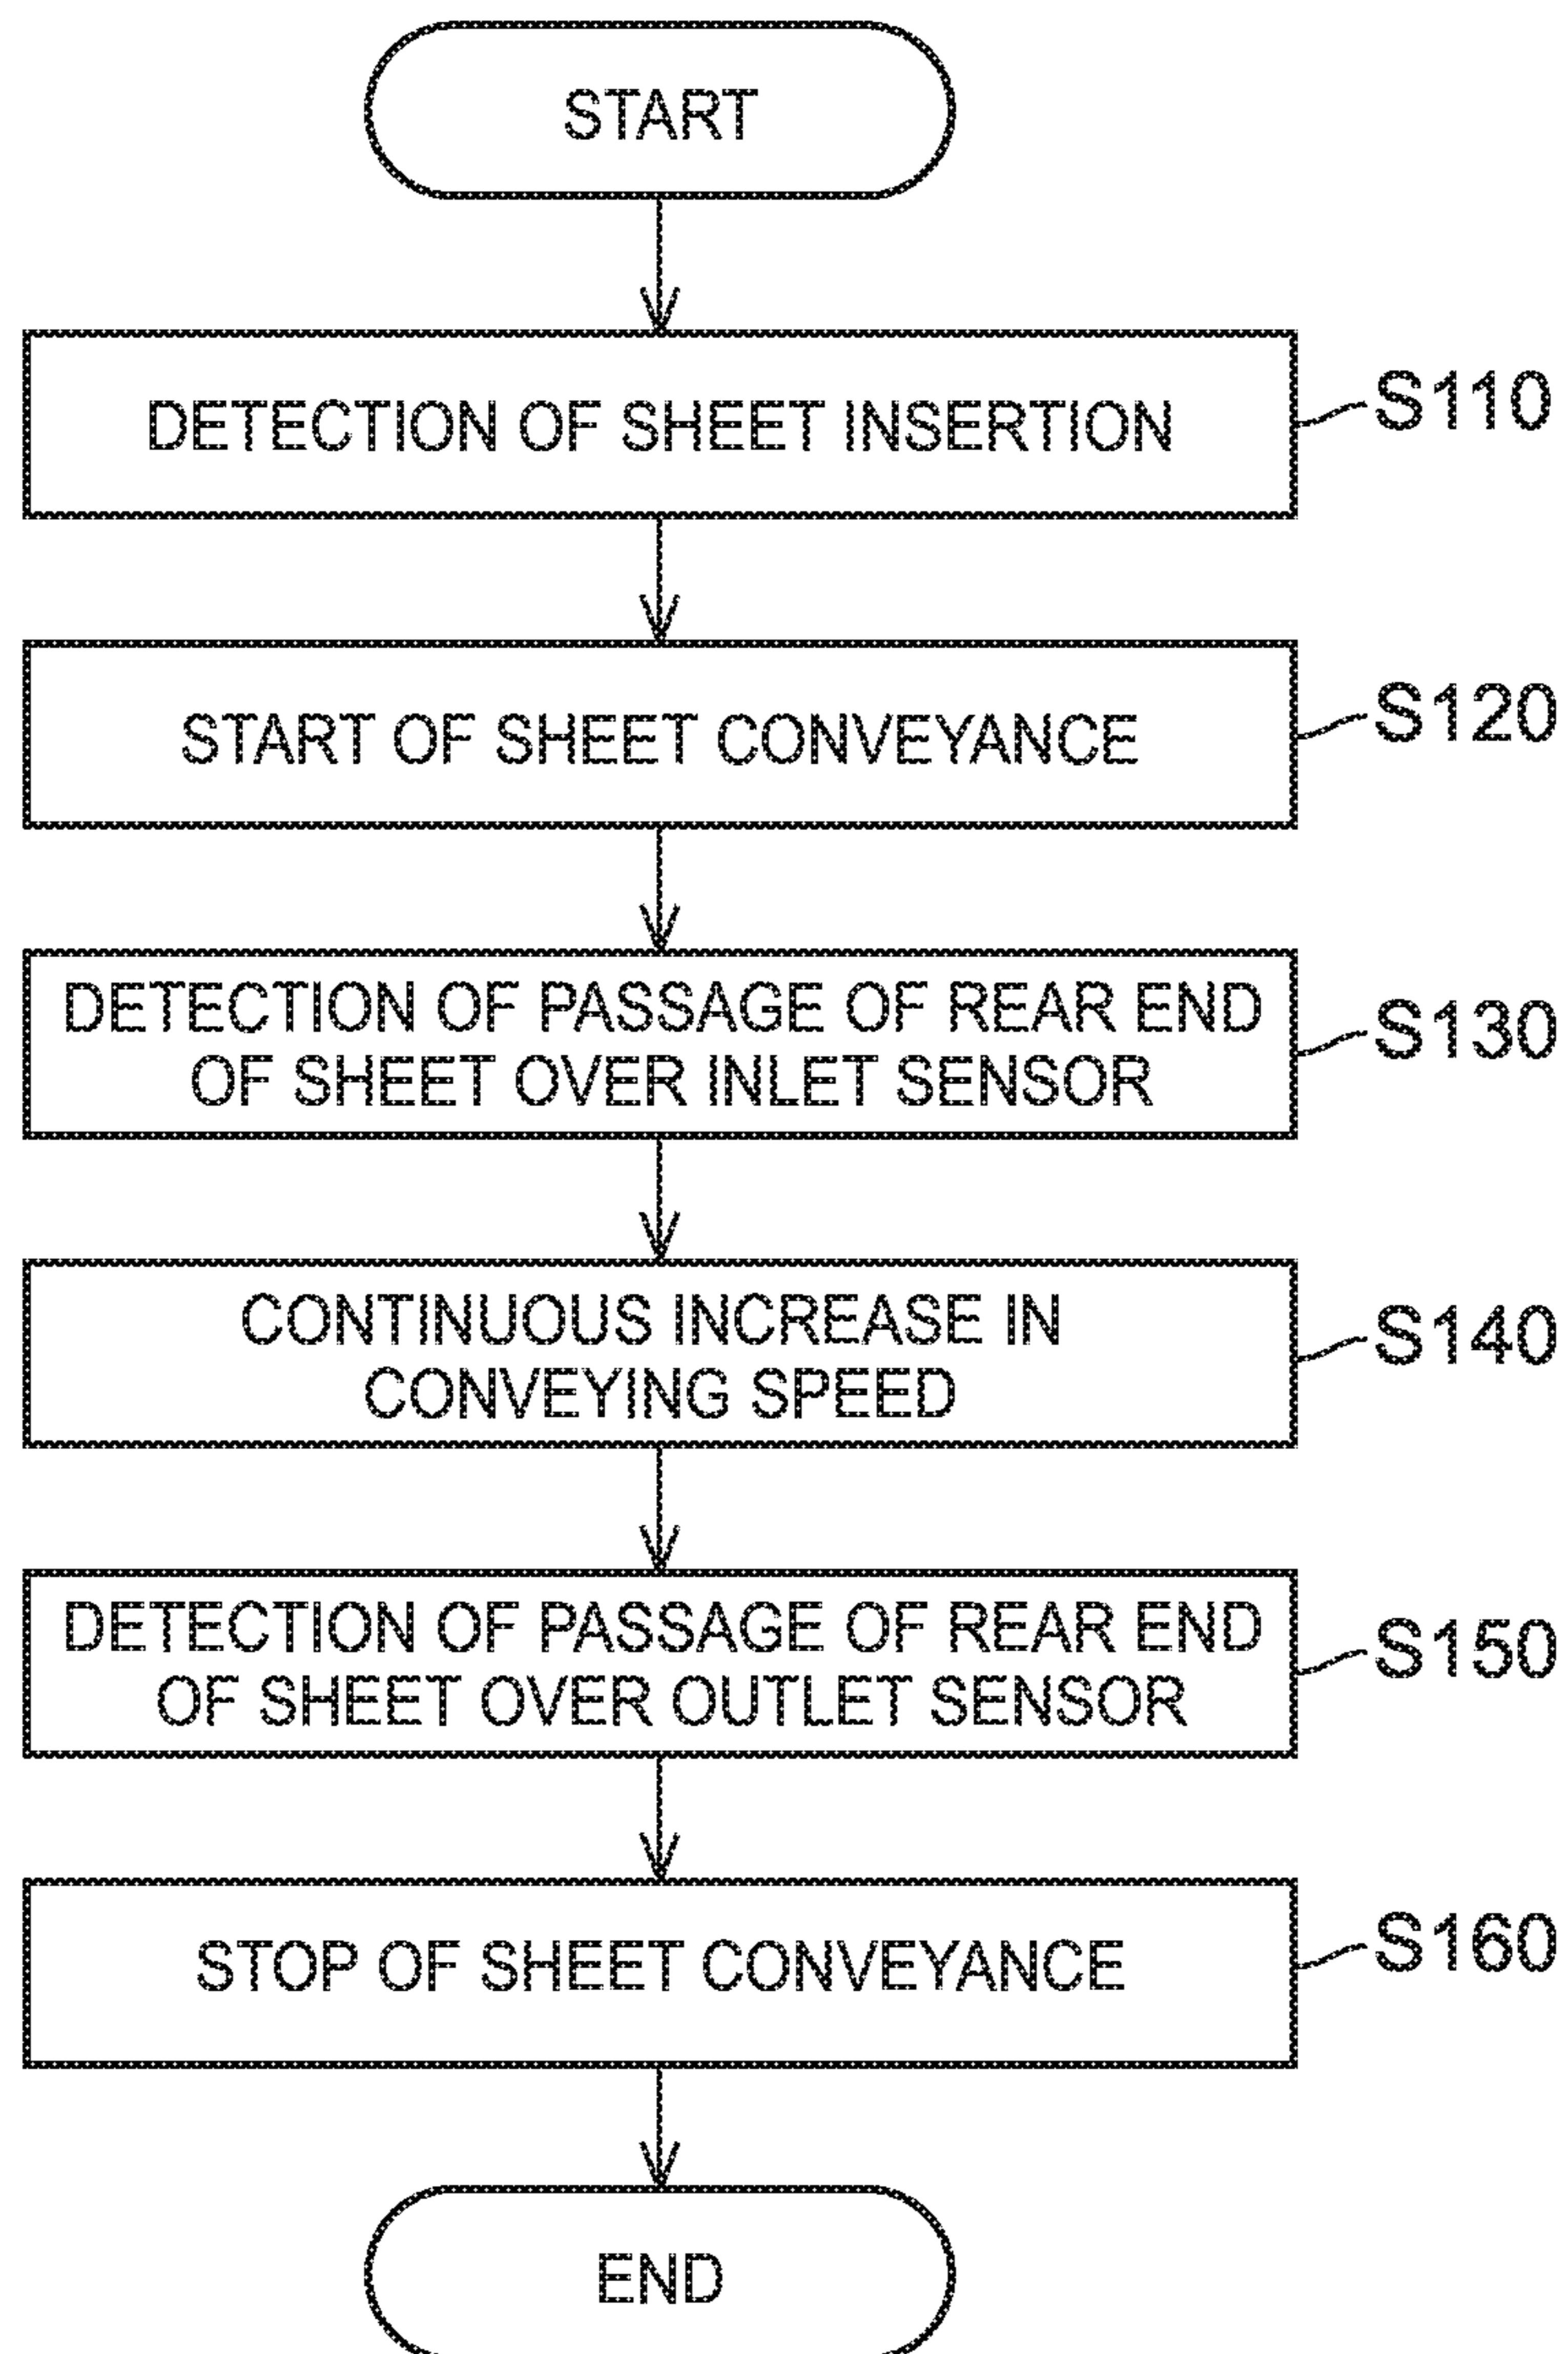 START
DETECTION OF SHEET INSERTION
S110
START OF SHEET CONVEYANCE
S120
DETECTION OF PASSAGE OF REAR END
OF SHEET OVER INLET SENSOR
S130
CONTINUOUS INCREASE IN
CONVEYING SPEED
S140
DETECTION OF PASSAGE OF REAR END
OF SHEET OVER OUTLET SENSOR
S150
STOP OF SHEET CONVEYANCE
S160
END